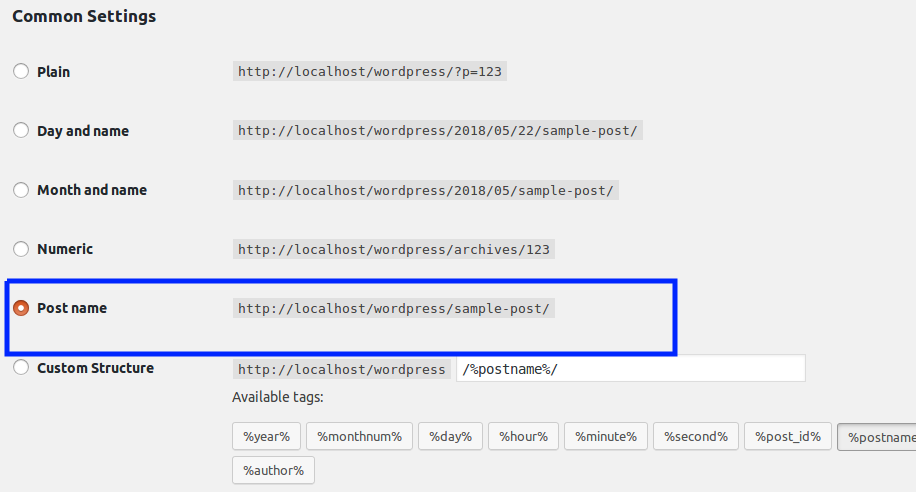 Common Settings
Plain http://localhost/wordpress/?p=123
Day and name http://localhost/wordpress/2018/05/22/sample-post/
Month and name http://localhost/wordpress/2018/05/sample-post/
Numeric http://localhost/wordpress/archives/123
Post name http://localhost/wordpress/sample-post/
Custom Structure http://localhost/wordpress /%postname%/
Available tags:
%year% %monthnum% %day% %hour% %minute% %second% %post_id% %postname
%author%